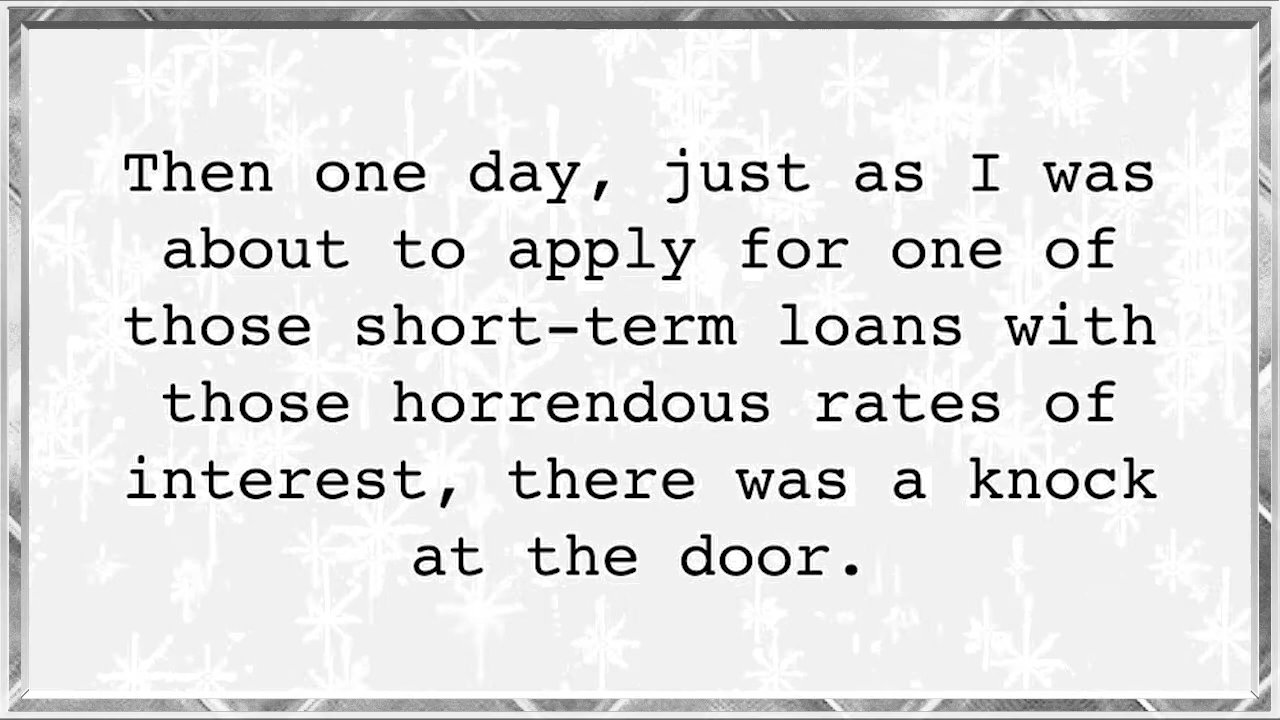 Then one day, just as I was
about to apply for one of
those short-term loans with
those horrendous rates of
interest, there was a knock
at the door.